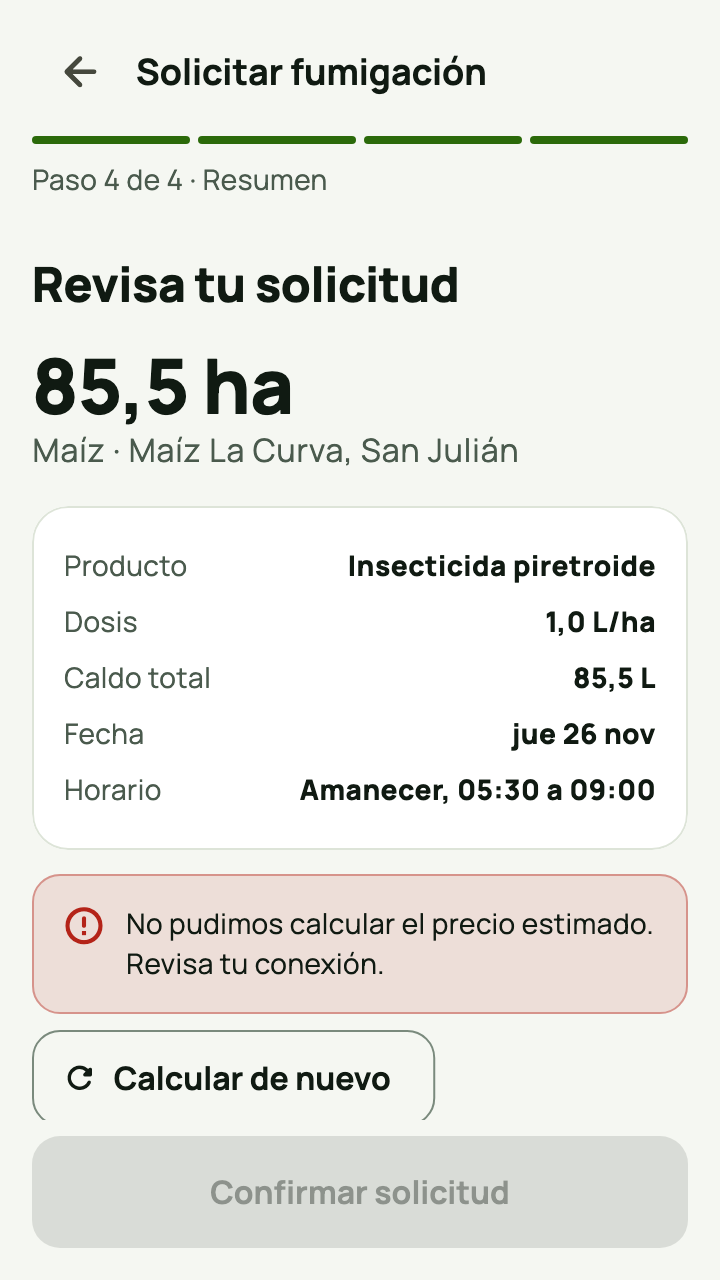 Solicitar fumigación
Paso 4 de 4 · Resumen
Revisa tu solicitud
85,5 ha
Maíz · Maíz La Curva, San Julián
Producto Insecticida piretroide
Dosis 1,0 L/ha
Caldo total 85,5 L
Fecha jue 26 nov
Horario Amanecer, 05:30 a 09:00
No pudimos calcular el precio estimado.
Revisa tu conexión.
Calcular de nuevo
Confirmar solicitud